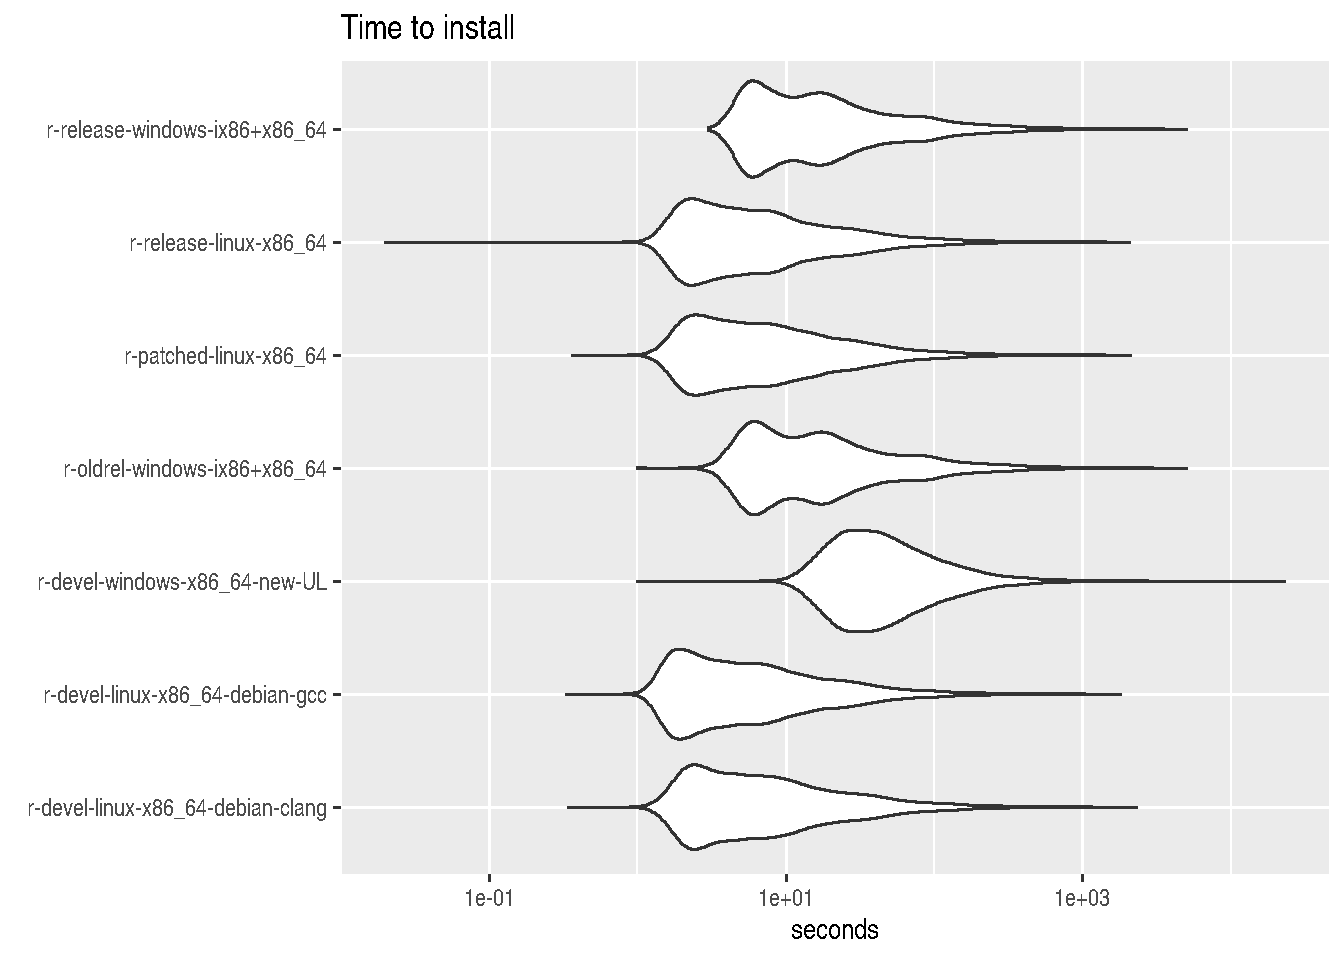 Time to install
r-release-windows-ix86+x86_64
r-release-linux-x86_64
r-patched-linux-x86_64
r-oldrel-windows-ix86+x86_64
r-devel-windows-x86_64-new-UL
r-devel-linux-x86_64-debian-gcc
r-devel-linux-x86_64-debian-clang
1e-01 1e+01 1e+03
seconds